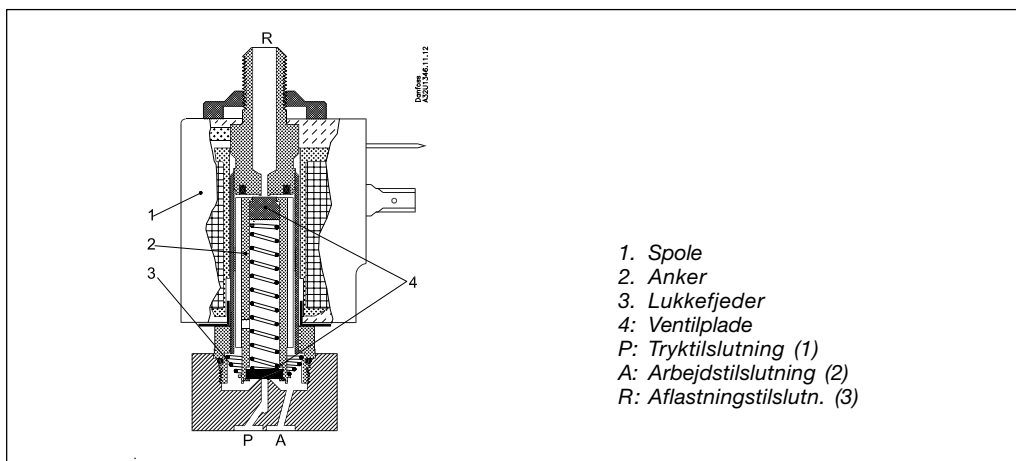 R
Danfoss
A32U1346.11.12
1
2
3
4
P A
1. Spole
2. Anker
3. Lukkefjeder
4: Ventilplade
P: Tryktilslutning (1)
A: Arbejdstilslutning (2)
R: Aflastningstilslutn. (3)